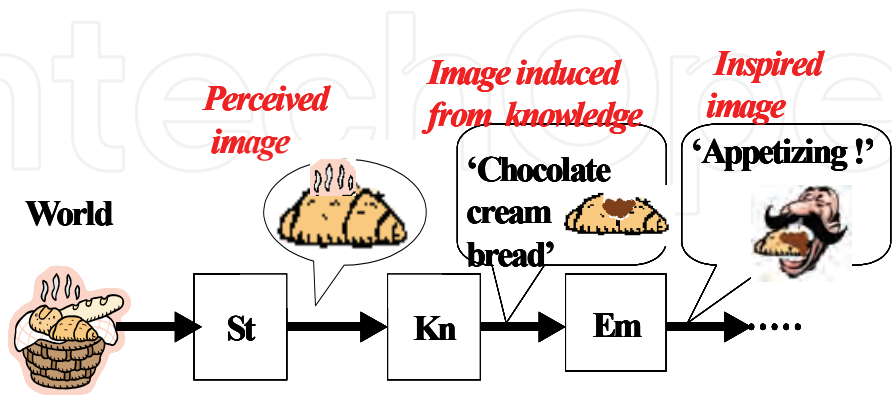 Perceived
image
Image induced
from knowledge
Inspired
image
'Chocolate
cream
bread'
'Appetizing !'
World
St
Kn
Em
.....